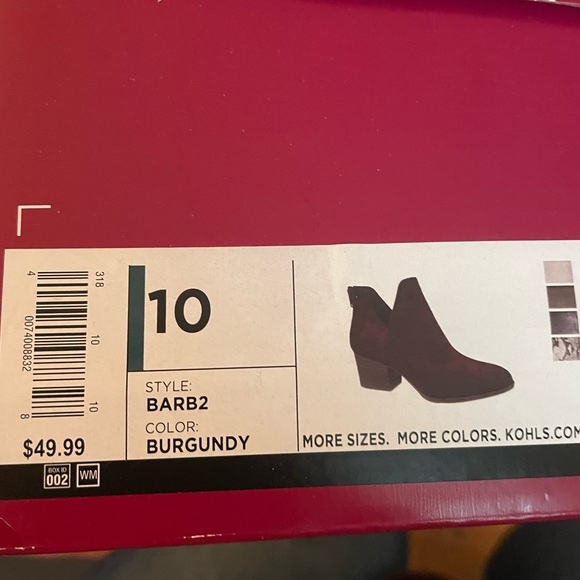 318 10 10
4 0074008832 8
$49.99
10
STYLE:
BARB2
COLOR:
BURGUNDY
MORE SIZES. MORE COLORS. KOHLS.COM
BOX ID
002
WM